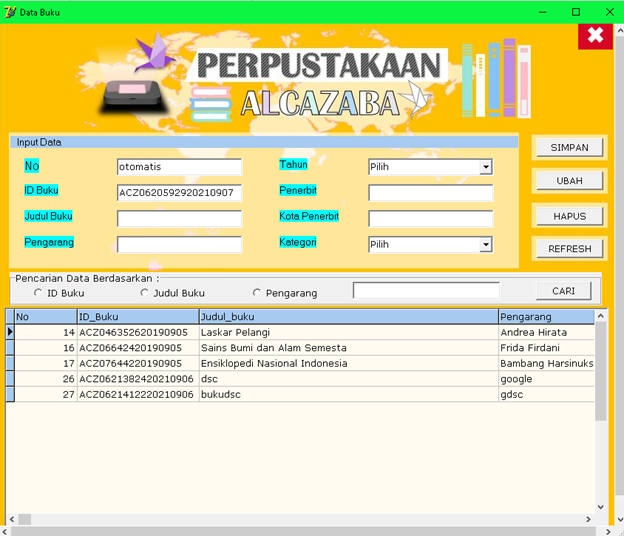 Data Buku
PERPUSTAKAAN
ALCAZABA
Input Data
No otomatis Tahun Pilih SIMPAN
ID Buku ACZ0620592920210907 Penerbit UBAH
Judul Buku Kota Penerbit HAPUS
Pengarang Kategori Pilih REFRESH
Pencarian Data Berdasarkan :
ID Buku Judul Buku Pengarang CARI
No ID_Buku Judul_buku Pengarang
14 ACZ046352620190905 Laskar Pelangi Andrea Hirata
16 ACZ06642420190905 Sains Bumi dan Alam Semesta Frida Firdani
17 ACZ07644220190905 Ensiklopedi Nasional Indonesia Bambang Harsinuks
26 ACZ0621382420210906 dsc google
27 ACZ0621412220210906 bukudsc gdsc